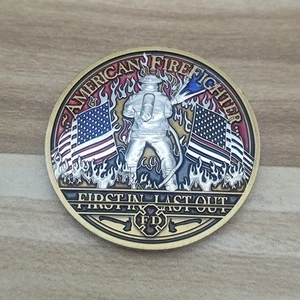 AMERICAN FIREFIGHTER
FIRST IN LAST OUT
FD